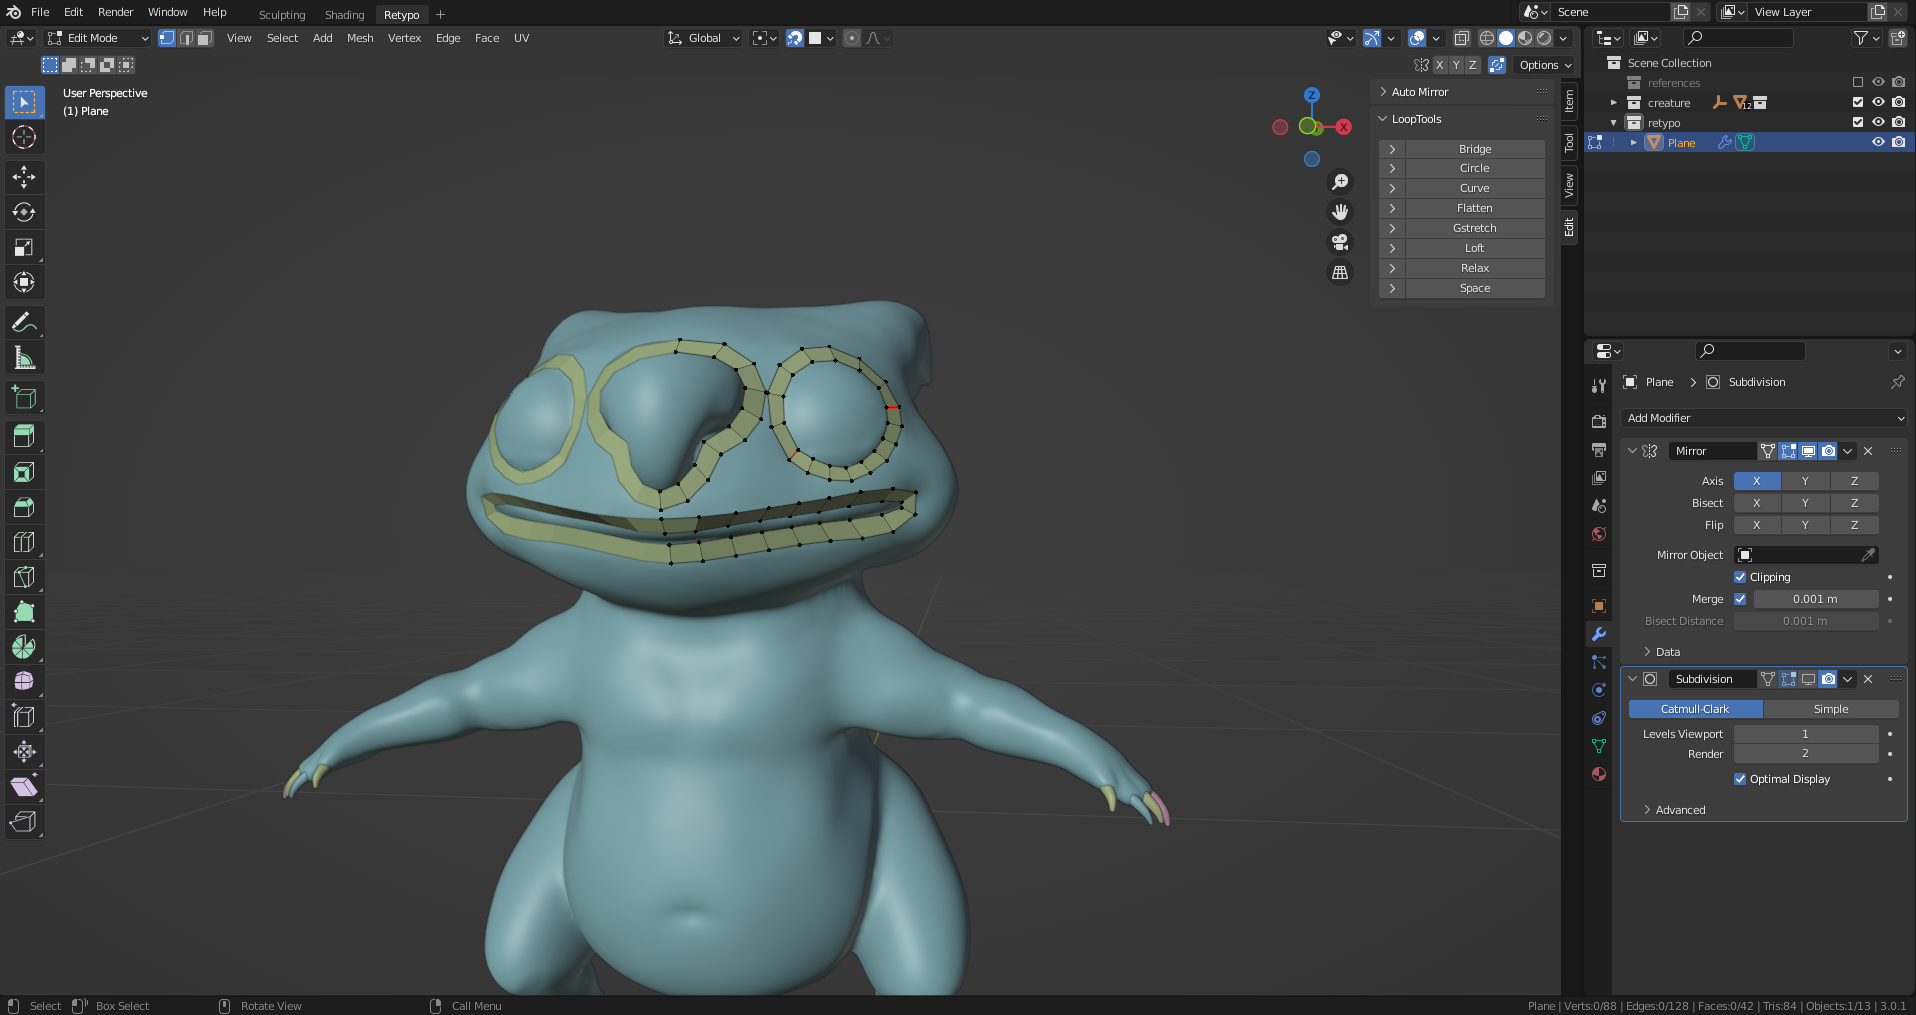 File Edit Render Window Help Sculpting Shading Retypo + Scene View Layer
Edit Mode View Select Add Mesh Vertex Edge Face UV Global
X Y Z Options
User Perspective
(1) Plane
Z
X
Auto Mirror
LoopTools
Bridge
Circle
Curve
Flatten
Gstretch
Loft
Relax
Space
Item
Tool
View
Edit
Scene Collection
references
creature 12
retypo
Plane
Plane > Subdivision
Add Modifier
Mirror
Axis X Y Z
Bisect X Y Z
Flip X Y Z
Mirror Object
Clipping
Merge 0.001 m
Bisect Distance 0.001 m
Data
Subdivision
Catmull-Clark Simple
Levels Viewport 1
Render 2
Optimal Display
Advanced
Select Box Select Rotate View Call Menu
Plane | Verts:0/88 | Edges:0/128 | Faces:0/42 | Tris:84 | Objects:1/13 | 3.0.1